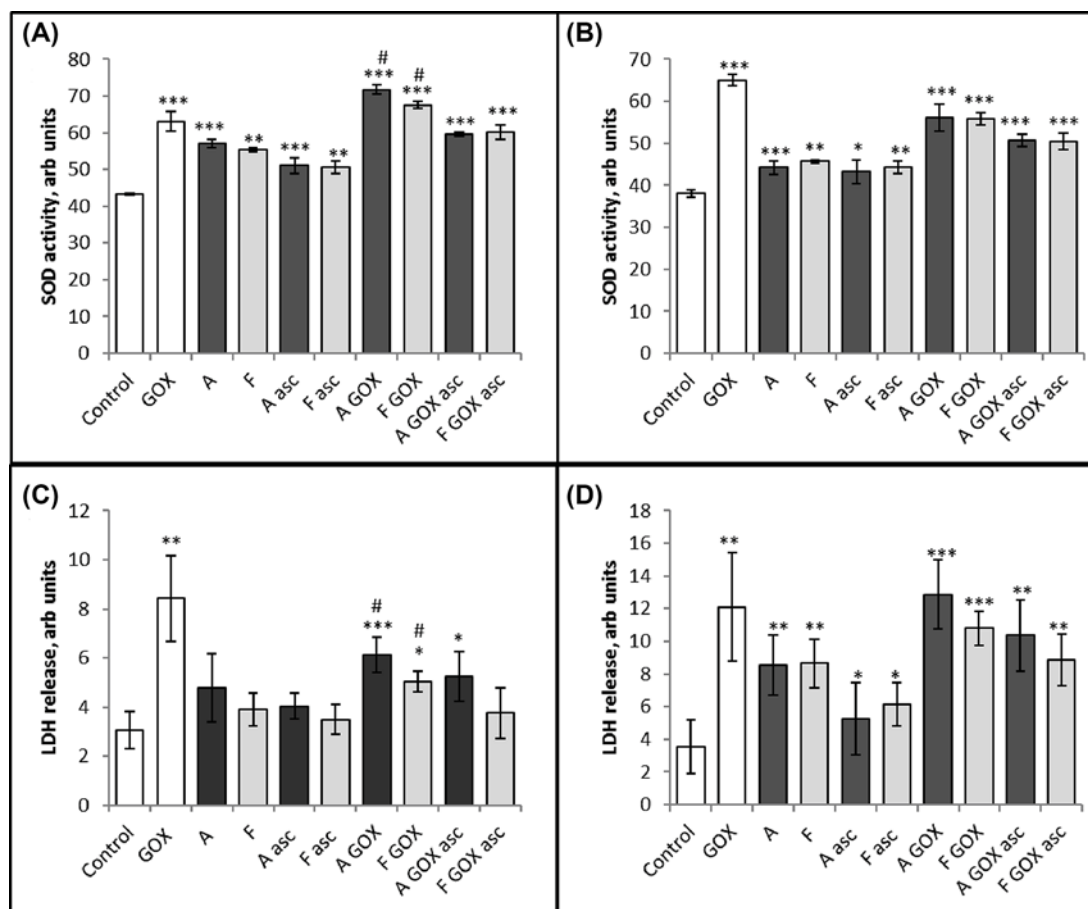 (A)
SOD activity, arb units
80
70
60
50
40
30
20
10
0
***
***
**
***
**
#
***
#
***
***
***
Control
GOX
A
F
A asc
F asc
A GOX
F GOX
A GOX asc
F GOX asc
(B)
SOD activity, arb units
70
60
50
40
30
20
10
0
***
***
**
*
**
***
***
***
***
Control
GOX
A
F
A asc
F asc
A GOX
F GOX
A GOX asc
F GOX asc
(C)
LDH release, arb units
12
10
8
6
4
2
0
**
#
***
#
*
*
Control
GOX
A
F
A asc
F asc
A GOX
F GOX
A GOX asc
F GOX asc
(D)
LDH release, arb units
18
16
14
12
10
8
6
4
2
0
**
**
**
*
*
***
***
**
**
Control
GOX
A
F
A asc
F asc
A GOX
F GOX
A GOX asc
F GOX asc